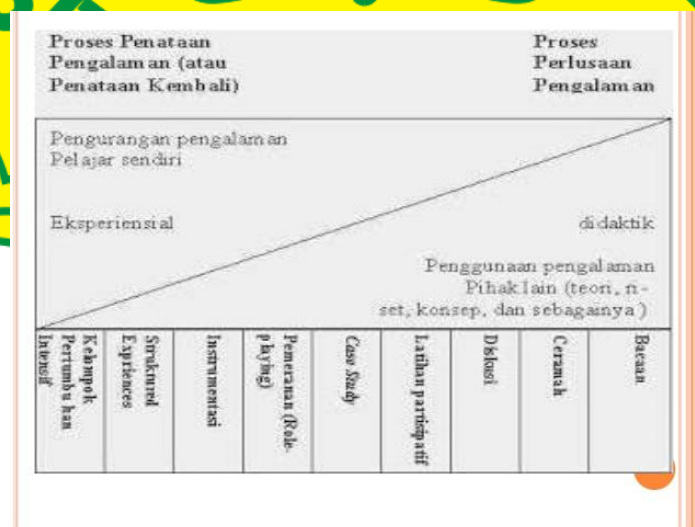 Proses Penataan
Pengalaman (atau
Penataan Kembali)
Proses
Perlusaan
Pengalaman
Pengurangan pengalaman
Pelajar sendiri
Eksperiensial
didaktik
Penggunaan pengalaman
Pihak lain (teori, ri-
set, konsep, dan sebagainya)
Kelompok
Pertumbuhan
Intensif
Struktured
Expriences
Instrumentasi
Pemeranan (Role-
playing)
Case Study
Latihan partisipatif
Diskusi
Ceramah
Bacaan